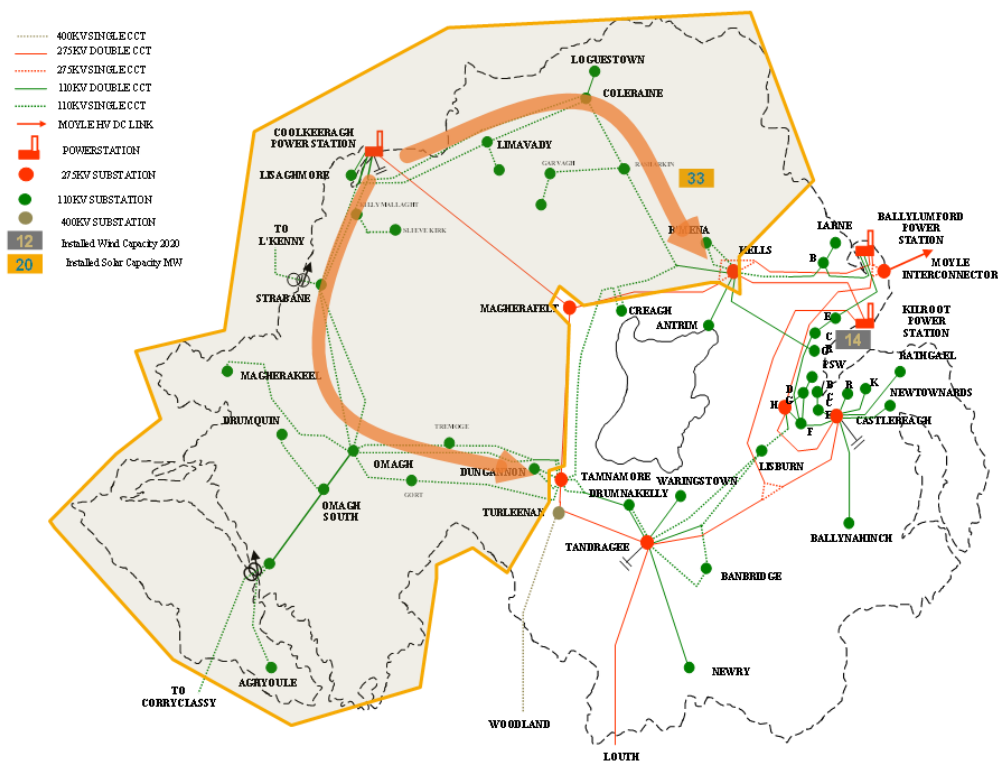 400KV SINGLE CCT
275KV DOUBLE CCT
275KV SINGLE CCT
110KV DOUBLE CCT
110KV SINGLE CCT
MOYLE HV DC LINK
POWERSTATION
275KV SUBSTATION
110KV SUBSTATION
400KV SUBSTATION
12 Installed Wind Capacity 2020
20 Installed Solar Capacity MW
LOGUESTOWN
COLERAINE
COOLKEERAGH
POWER STATION
LIMAVADY
LISAGHMORE
GARVAGH
KILLYMALLAGHT
SLIEVE KIRK
33
TO
L'KENNY
STRABANE
KELLS
LARNE
B
BALLYLUMFORD
POWER
STATION
MOYLE
INTERCONNECTOR
MAGHERAFELT
CREAGH
ANTRIM
E
C
KILROOT
POWER
STATION
14
PSW
RATHGAEL
D
G
H
B
C
E
R
K
F
NEWTOWNARDS
CASTLEREAGH
MAGHERAKEEL
DRUMQUIN
TREMOGE
OMAGH
GORT
DUNGANNON
OMAGH
SOUTH
TAMNAMORE
DRUMNAKELLY
WARINGSTOWN
LISBURN
TURLEENAN
TANDRAGEE
BANBRIDGE
BALLYNAHINCH
AGHYOULE
TO
CORRYCLASSY
NEWRY
WOODLAND
LOUTH